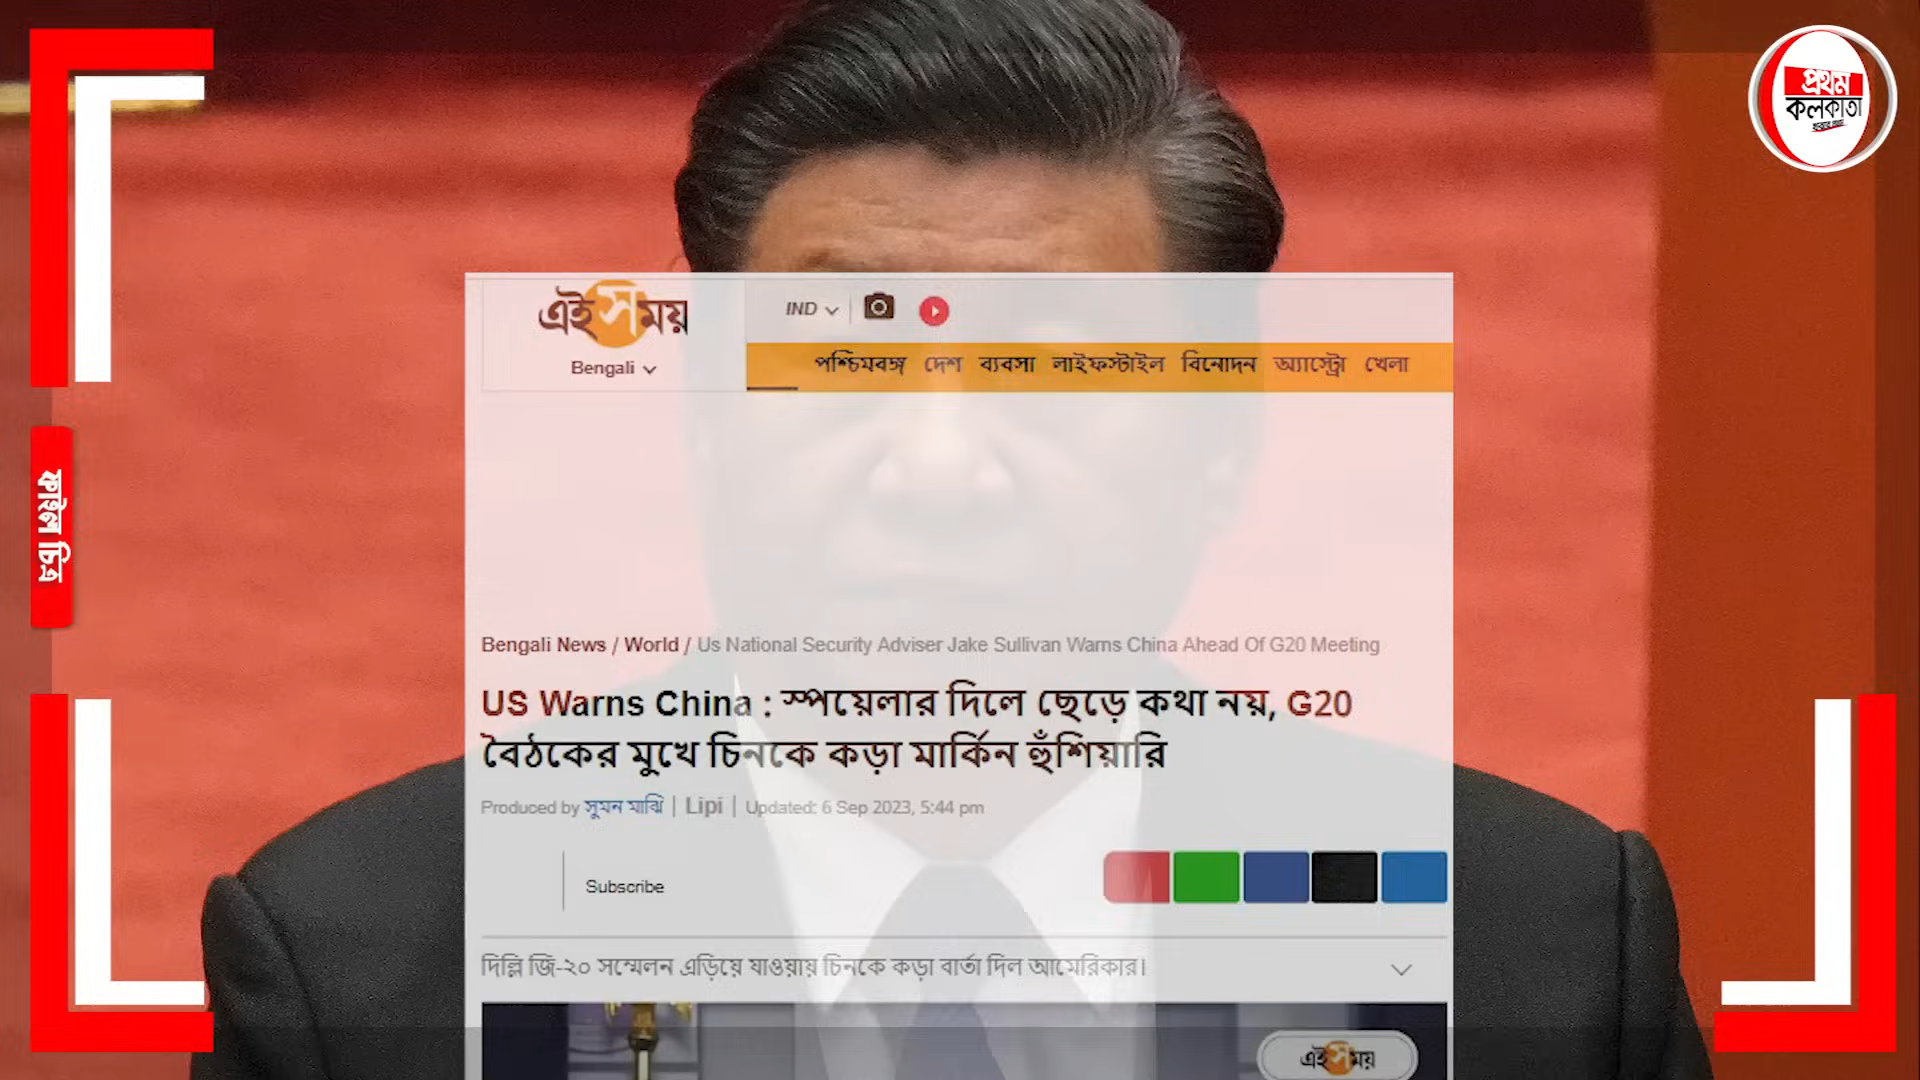 প্রথম
কলকাতা
ফাইল চিত্র
এই সময়
Bengali
IND
পশ্চিমবঙ্গ দেশ ব্যবসা লাইফস্টাইল বিনোদন অ্যাস্ট্রো খেলা
Bengali News / World / Us National Security Adviser Jake Sullivan Warns China Ahead Of G20 Meeting
US Warns China : স্পয়েলার দিলে ছেড়ে কথা নয়, G20
বৈঠকের মুখে চিনকে কড়া মার্কিন হুঁশিয়ারি
Produced by সুমন মাঝি | Lipi | Updated: 6 Sep 2023, 5:44 pm
Subscribe
দিল্লি জি-২০ সম্মেলন এড়িয়ে যাওয়ায় চিনকে কড়া বার্তা দিল আমেরিকার।
এই সময়